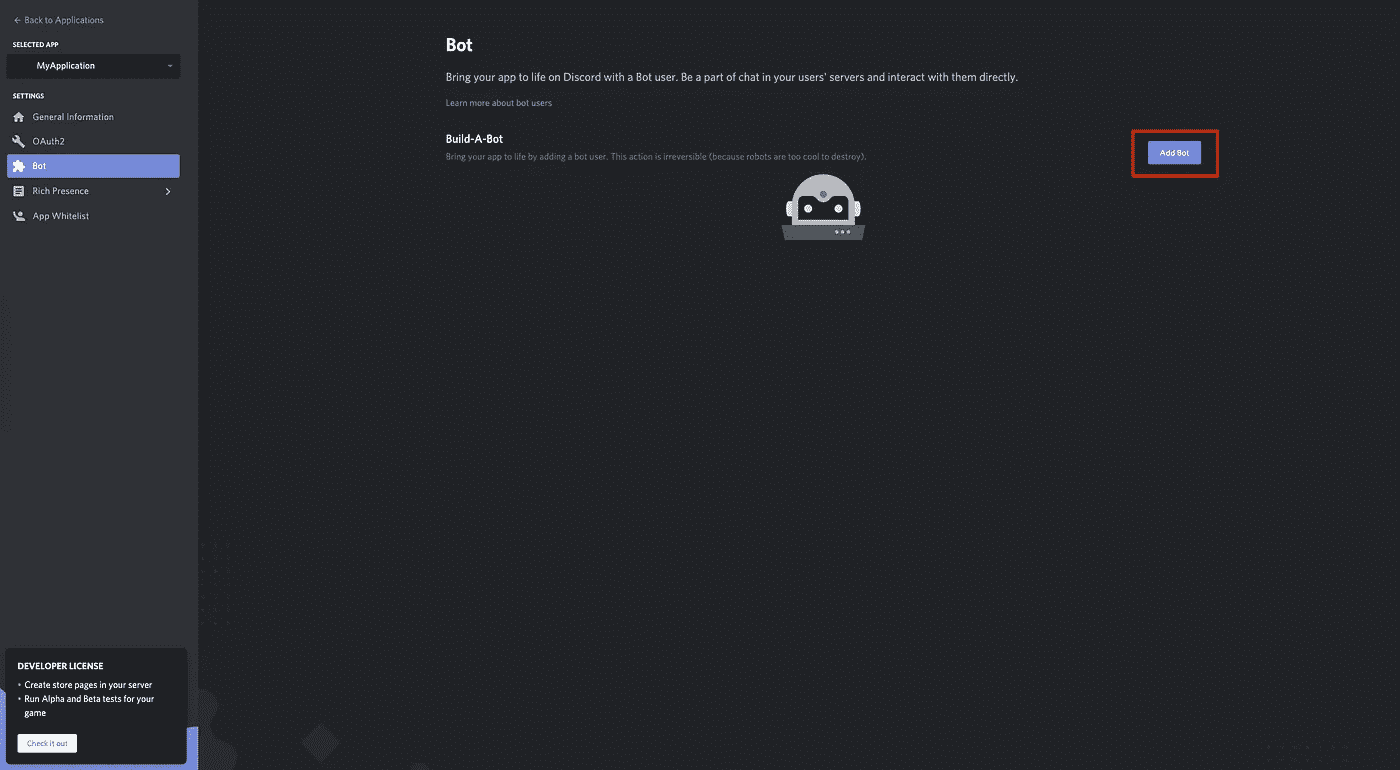 Back to Applications
SELECTED APP
MyApplication
SETTINGS
General Information
OAuth2
Bot
Rich Presence
App Whitelist
DEVELOPER LICENSE
• Create store pages in your server
• Run Alpha and Beta tests for your
game
Check it out
Bot
Bring your app to life on Discord with a Bot user. Be a part of chat in your users' servers and interact with them directly.
Learn more about bot users
Build-A-Bot
Bring your app to life by adding a bot user. This action is irreversible (because robots are too cool to destroy).
Add Bot